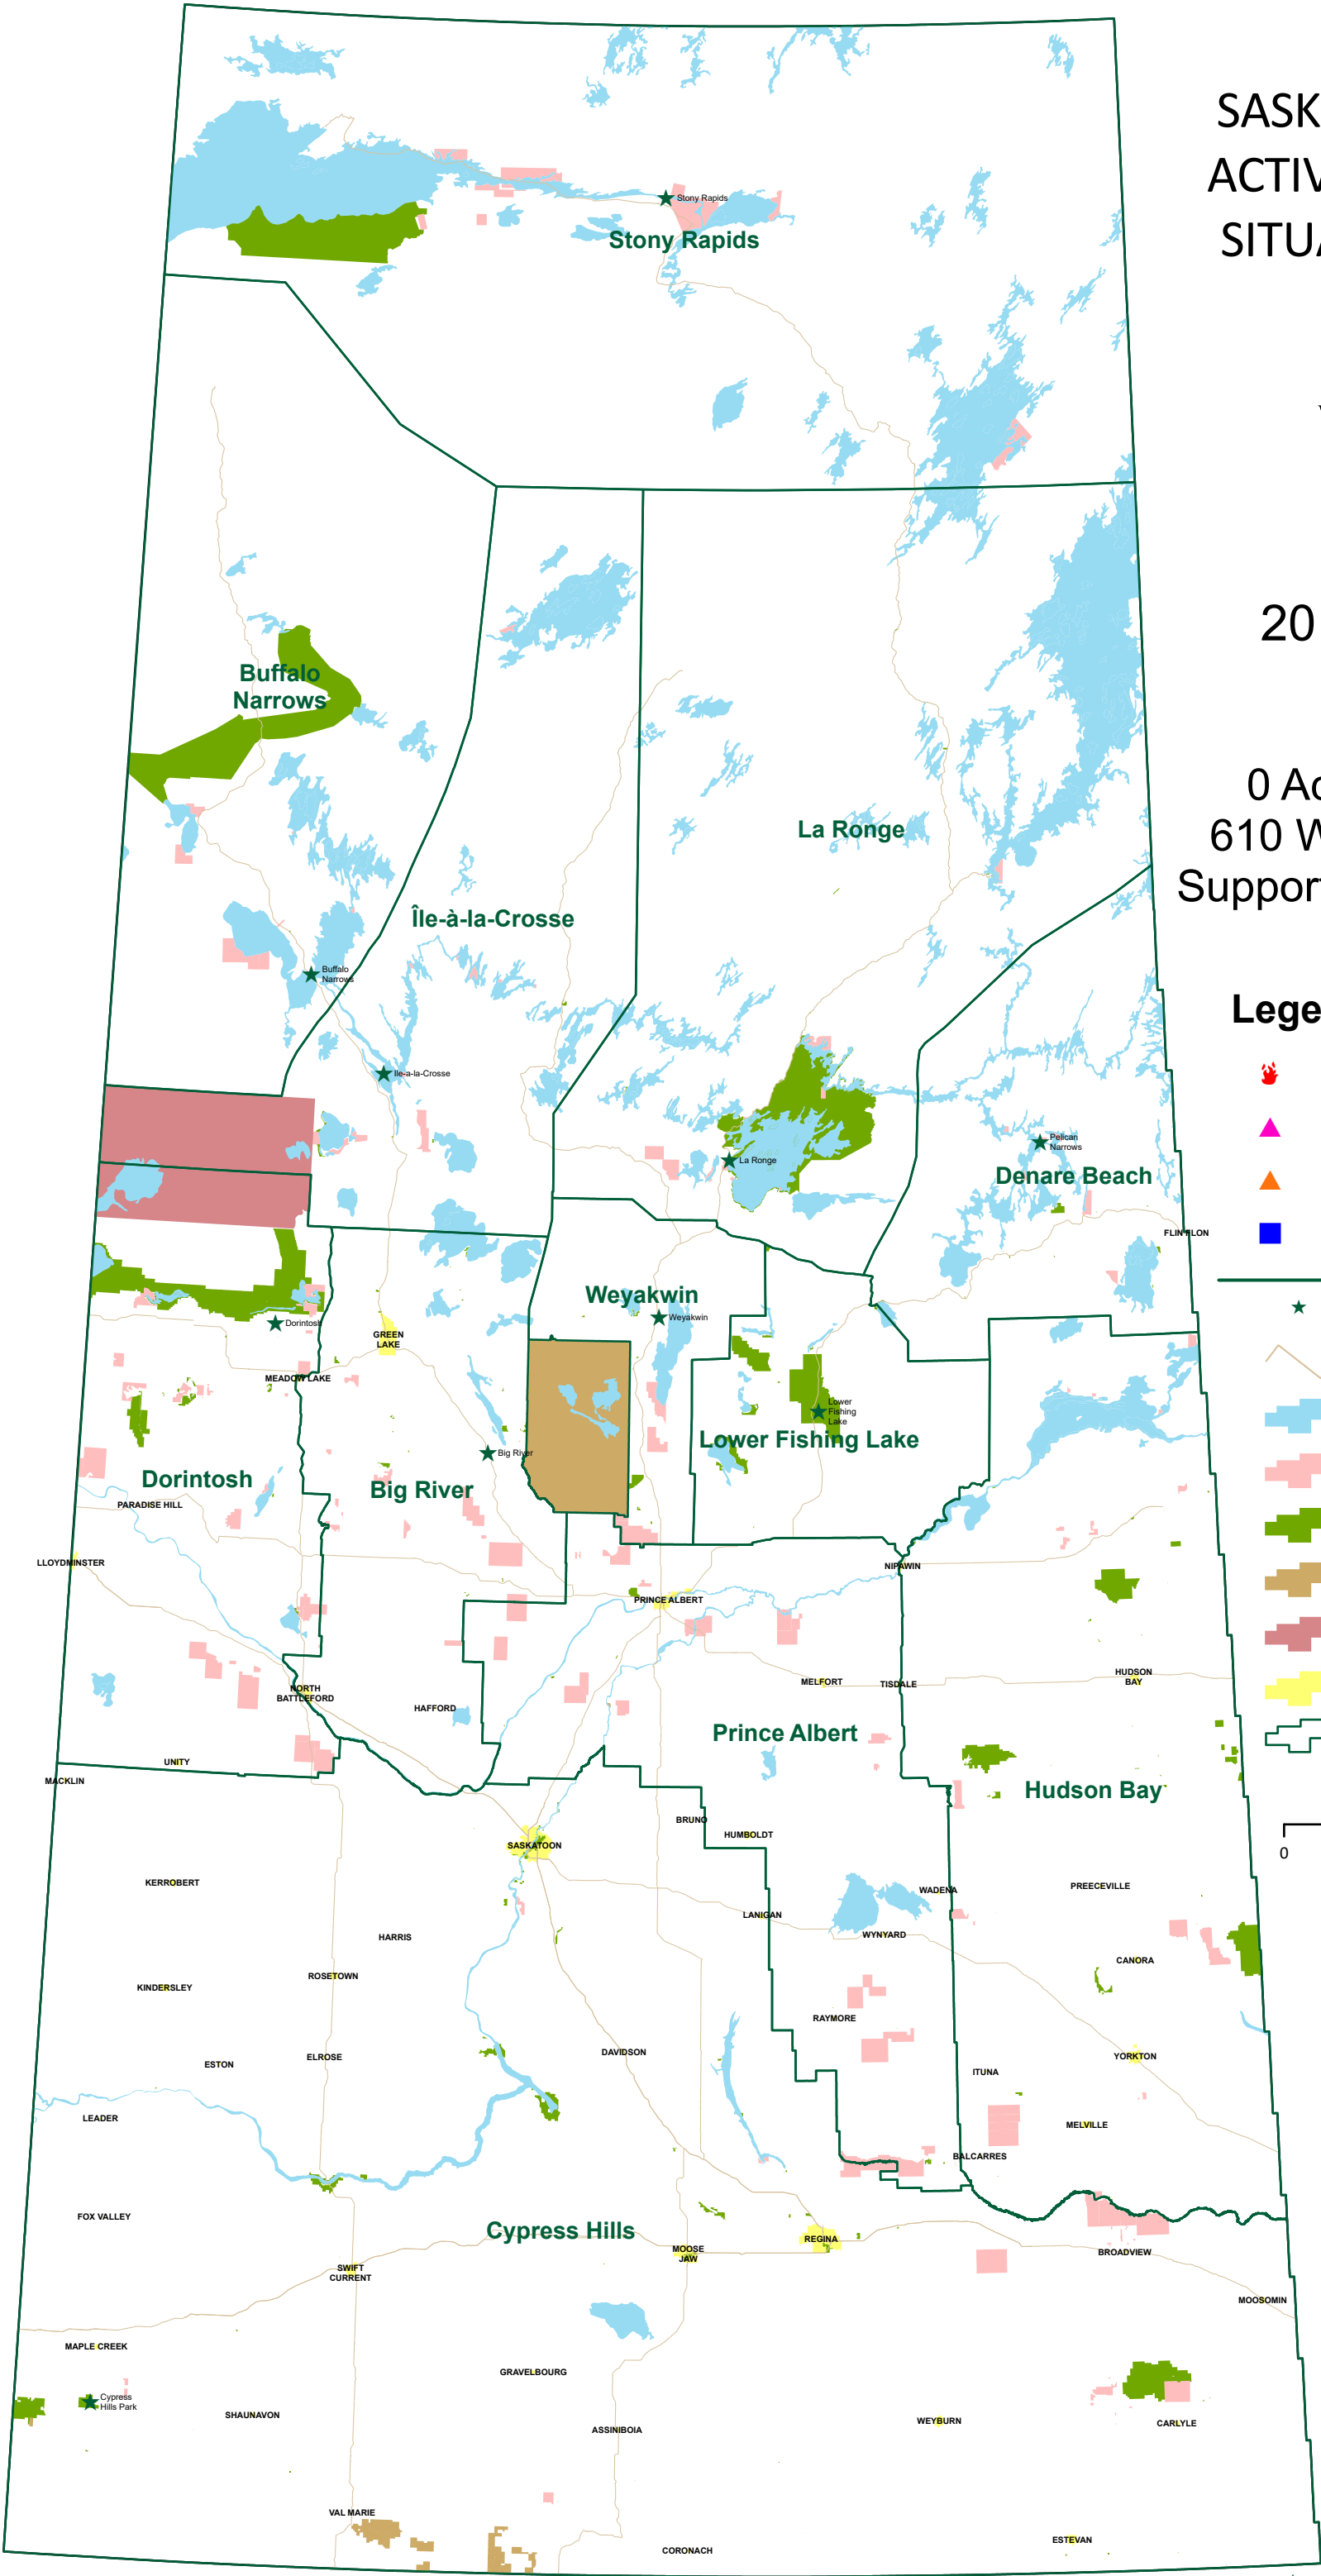 SASK
ACTIV
SITUA
20
0 Ac
610 W
Support
Lege
0
Stony Rapids
Stony Rapids
Buffalo
Narrows
La Ronge
Île-à-la-Crosse
Buffalo
Narrows
Ile-a-la-Crosse
La Ronge
Pelican
Narrows
Denare Beach
FLIN FLON
Weyakwin
Weyakwin
Dorintosh
GREEN
LAKE
MEADOW LAKE
Lower
Fishing
Lake
Lower Fishing Lake
Big River
Dorintosh
Big River
PARADISE HILL
LLOYDMINSTER
NIPAWIN
PRINCE ALBERT
HUDSON
BAY
MELFORT
TISDALE
NORTH
BATTLEFORD
HAFFORD
Prince Albert
UNITY
MACKLIN
Hudson Bay
BRUNO
HUMBOLDT
SASKATOON
KERROBERT
PREECEVILLE
WADENA
LANIGAN
WYNYARD
HARRIS
CANORA
ROSETOWN
KINDERSLEY
RAYMORE
DAVIDSON
YORKTON
ELROSE
ESTON
ITUNA
LEADER
MELVILLE
BALCARRES
FOX VALLEY
Cypress Hills
REGINA
MOOSE
JAW
BROADVIEW
SWIFT
CURRENT
MOOSOMIN
MAPLE CREEK
GRAVELBOURG
Cypress
Hills Park
SHAUNAVON
WEYBURN
CARLYLE
ASSINIBOIA
VAL MARIE
ESTEVAN
CORONACH